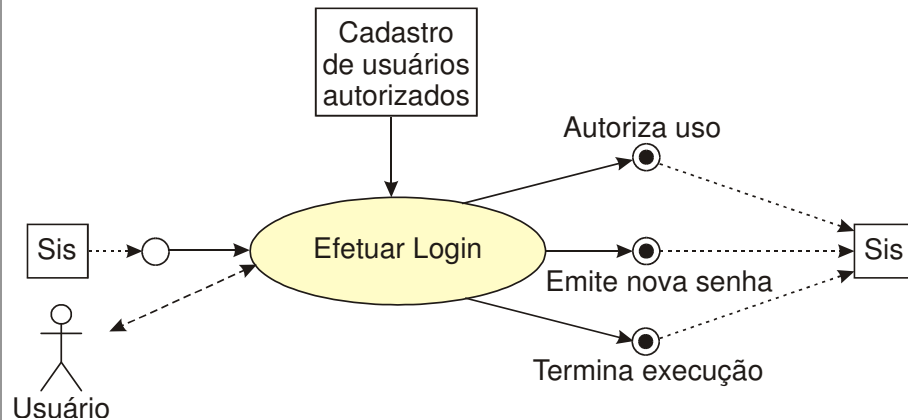 Cadastro
de usuários
autorizados
Autoriza uso
Sis
Efetuar Login
Sis
Emite nova senha
Termina execução
Usuário